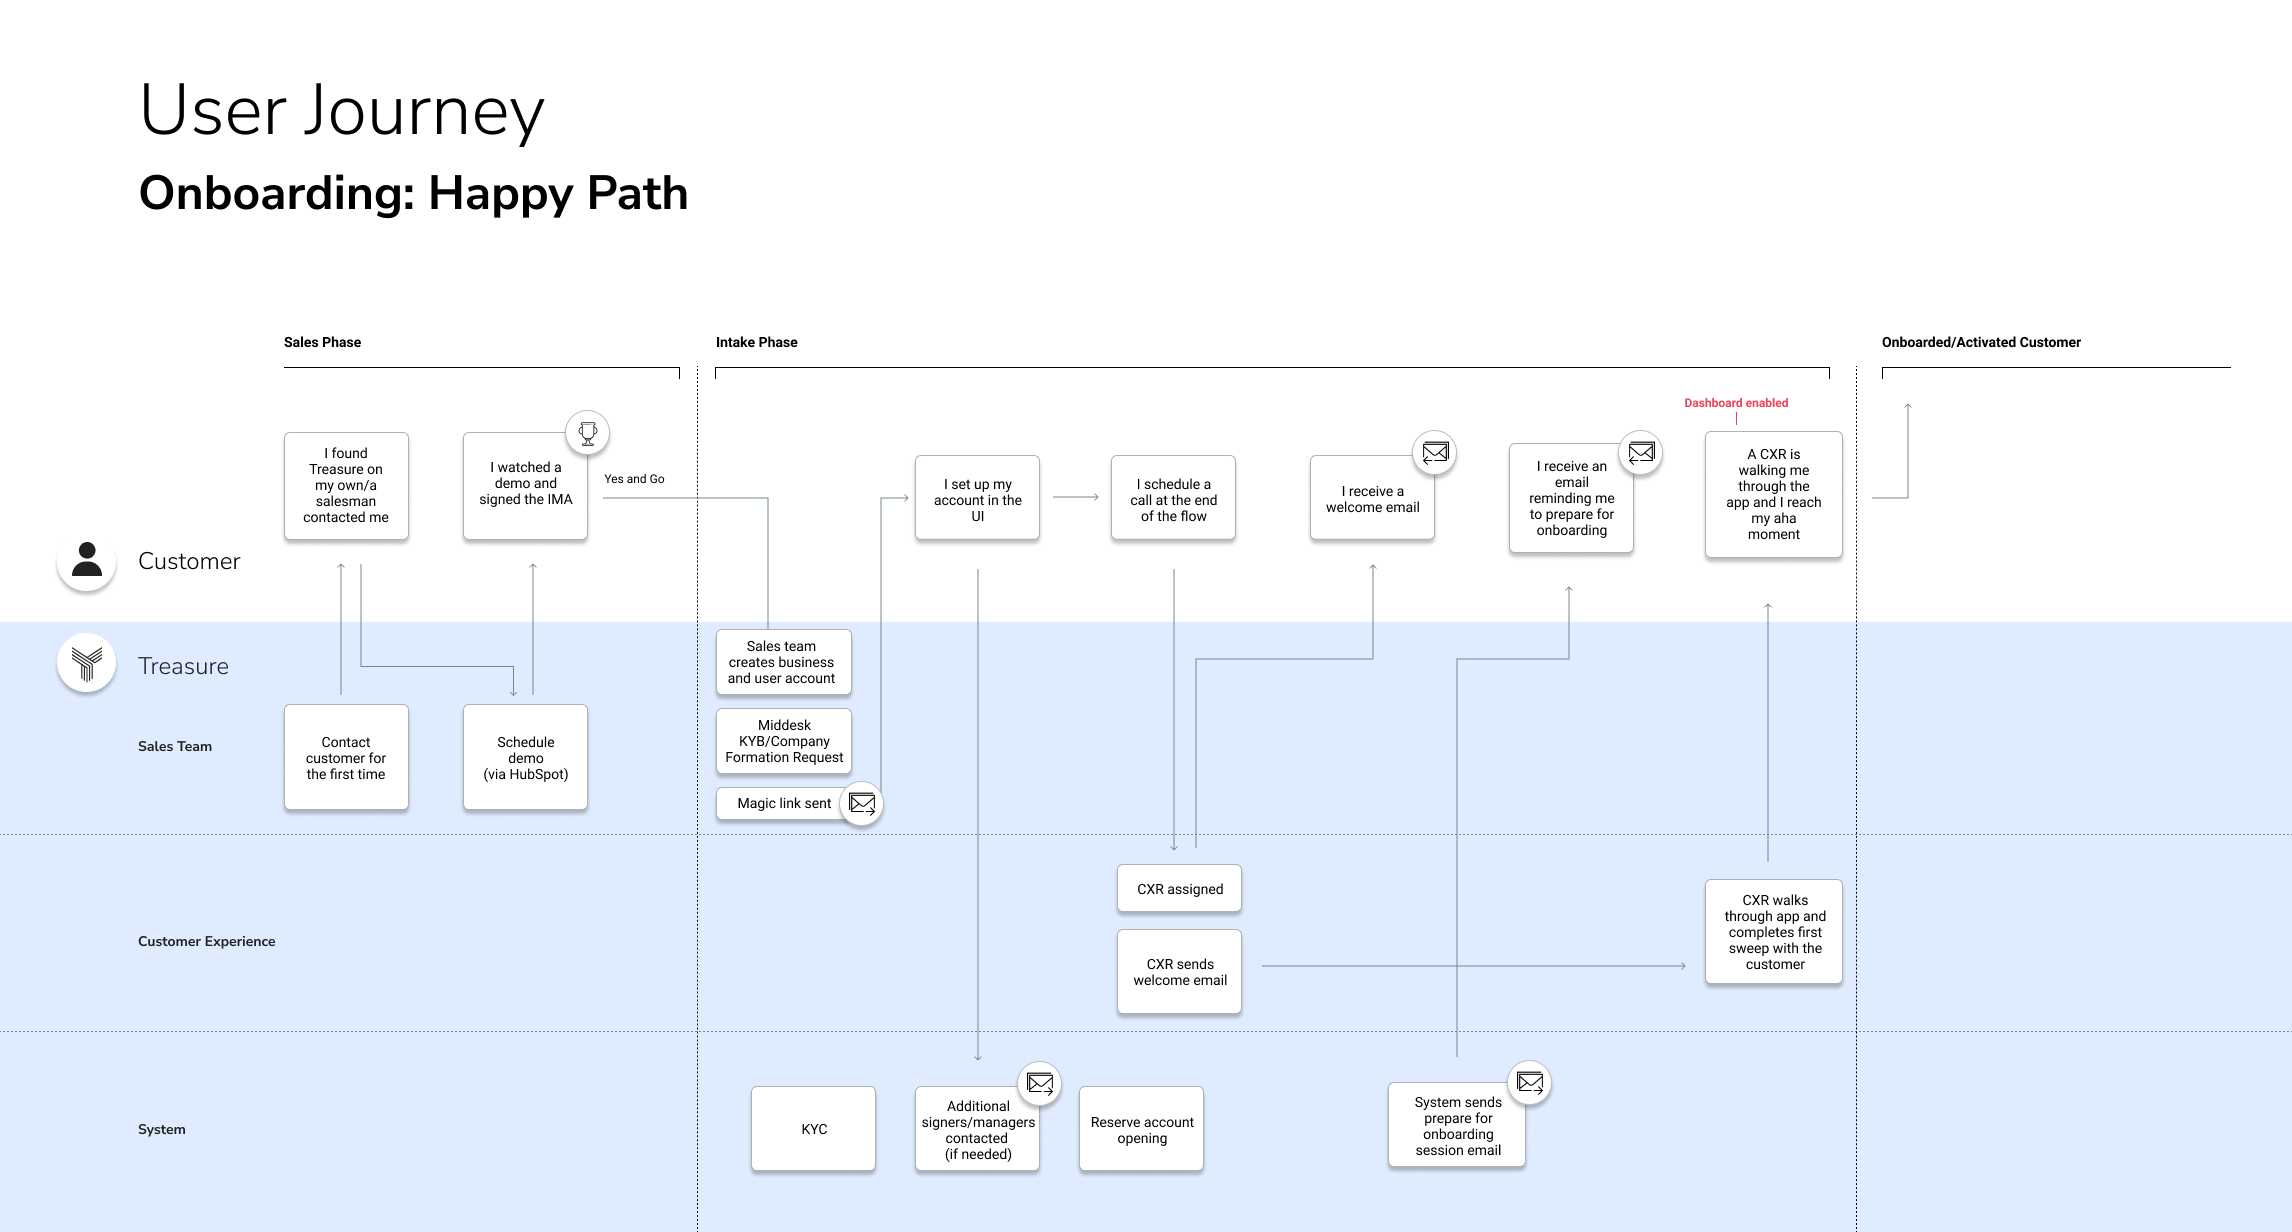 User Journey
Onboarding: Happy Path
Sales Phase
Intake Phase
Onboarded/Activated Customer
Dashboard enabled
I found
Treasure on
my own/a
salesman
contacted me
I watched a
demo and
signed the IMA
Yes and Go
I set up my
account in the
UI
I schedule a
call at the end
of the flow
I receive a
welcome email
I receive an
email
reminding me
to prepare for
onboarding
A CXR is
walking me
through the
app and I reach
my aha
moment
Customer
Treasure
Sales Team
Contact
customer for
the first time
Schedule
demo
(via HubSpot)
Sales team
creates business
and user account
Middesk
KYB/Company
Formation Request
Magic link sent
Customer Experience
CXR assigned
CXR sends
welcome email
CXR walks
through app and
completes first
sweep with the
customer
System
KYC
Additional
signers/managers
contacted
(if needed)
Reserve account
opening
System sends
prepare for
onboarding
session email